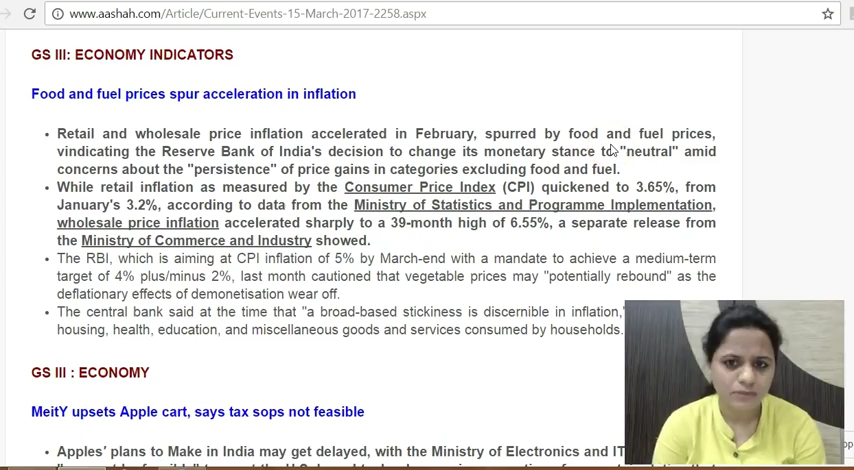 www.aashah.com/Article/Current-Events-15-March-2017-2258.aspx
GS III: ECONOMY INDICATORS
Food and fuel prices spur acceleration in inflation
• Retail and wholesale price inflation accelerated in February, spurred by food and fuel prices,
vindicating the Reserve Bank of India's decision to change its monetary stance to "neutral" amid
concerns about the "persistence" of price gains in categories excluding food and fuel.
• While retail inflation as measured by the Consumer Price Index (CPI) quickened to 3.65%, from
January's 3.2%, according to data from the Ministry of Statistics and Programme Implementation,
wholesale price inflation accelerated sharply to a 39-month high of 6.55%, a separate release from
the Ministry of Commerce and Industry showed.
• The RBI, which is aiming at CPI inflation of 5% by March-end with a mandate to achieve a medium-term
target of 4% plus/minus 2%, last month cautioned that vegetable prices may "potentially rebound" as the
deflationary effects of demonetisation wear off.
• The central bank said at the time that "a broad-based stickiness is discernible in inflation,"
housing, health, education, and miscellaneous goods and services consumed by households.
GS III : ECONOMY
MeitY upsets Apple cart, says tax sops not feasible
• Apples' plans to Make in India may get delayed, with the Ministry of Electronics and IT